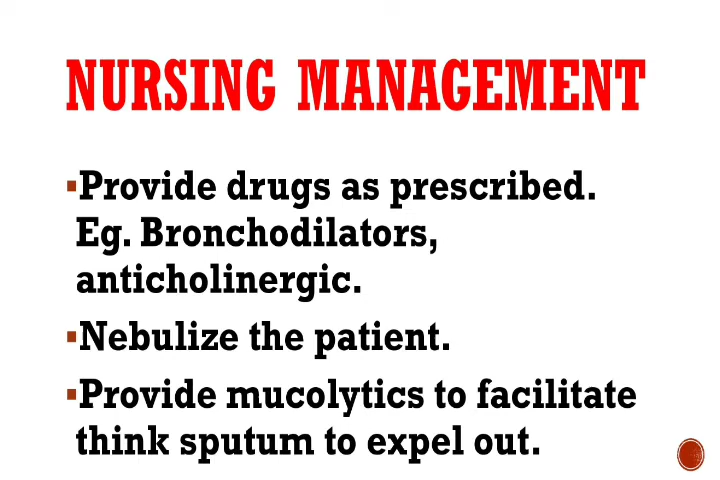 NURSING MANAGEMENT
▪Provide drugs as prescribed.
Eg. Bronchodilators,
anticholinergic.
▪Nebulize the patient.
▪Provide mucolytics to facilitate
think sputum to expel out.